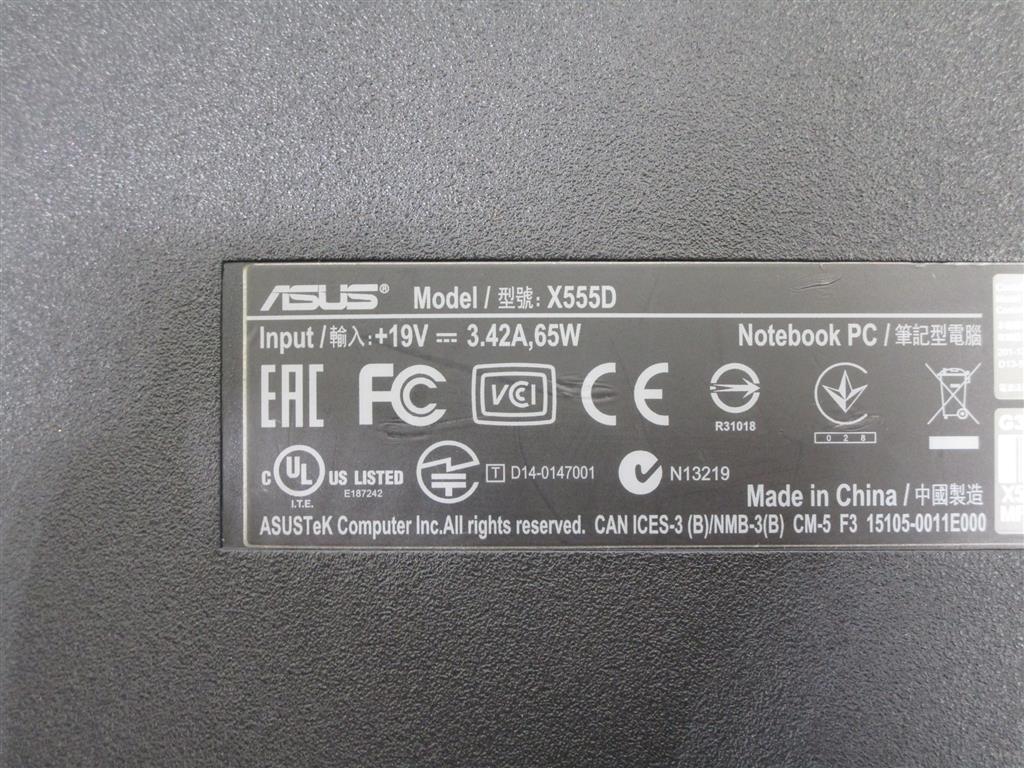 ASUS® Model / 型號: X555D
Input / 輸入: +19V ⎓ 3.42A,65W Notebook PC / 筆記型電腦
EAC FC VCCI CE R31018 028
c UL US LISTED I.T.E. E187242 T D14-0147001 N13219
Made in China / 中國製造
ASUSTeK Computer Inc.All rights reserved. CAN ICES-3 (B)/NMB-3(B) CM-5 F3 15105-0011E000